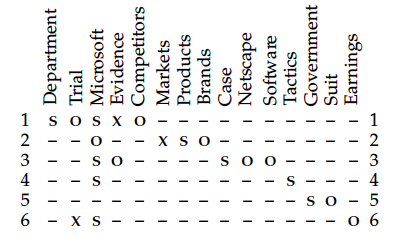 Department
Trial
Microsoft
Evidence
Competitors
Markets
Products
Brands
Case
Netscape
Software
Tactics
Government
Suit
Earnings
1 S O S X O – – – – – – – – – – 1
2 – – O – – X S O – – – – – – – 2
3 – – S O – – – – S O O – – – – 3
4 – – S – – – – – – – – S – – – 4
5 – – – – – – – – – – – – S O – 5
6 – X S – – – – – – – – – – – O 6